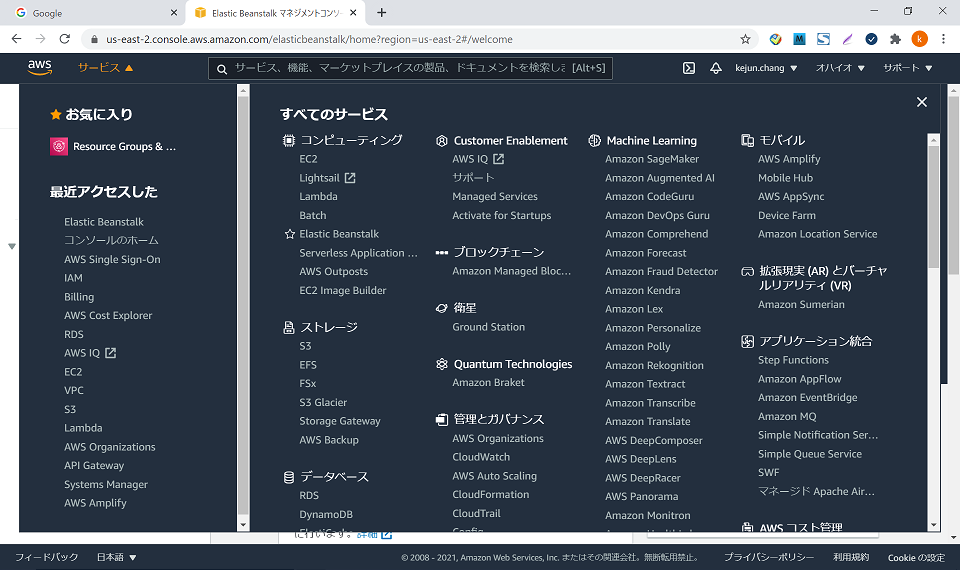 Google
Elastic Beanstalk マネジメントコンソ
us-east-2.console.aws.amazon.com/elasticbeanstalk/home?region=us-east-2#/welcome
k
aws
サービス
サービス、機能、マーケットプレイスの製品、ドキュメントを検索しま [Alt+S]
kejun.chang
オハイオ
サポート
お気に入り
Resource Groups & ...
最近アクセスした
Elastic Beanstalk
コンソールのホーム
AWS Single Sign-On
IAM
Billing
AWS Cost Explorer
RDS
AWS IQ
EC2
VPC
S3
Lambda
AWS Organizations
API Gateway
Systems Manager
AWS Amplify
すべてのサービス
コンピューティング
EC2
Lightsail
Lambda
Batch
Elastic Beanstalk
Serverless Application ...
AWS Outposts
EC2 Image Builder
ストレージ
S3
EFS
FSx
S3 Glacier
Storage Gateway
AWS Backup
データベース
RDS
DynamoDB
ElastiCache
Customer Enablement
AWS IQ
サポート
Managed Services
Activate for Startups
ブロックチェーン
Amazon Managed Bloc...
衛星
Ground Station
Quantum Technologies
Amazon Braket
管理とガバナンス
AWS Organizations
CloudWatch
AWS Auto Scaling
CloudFormation
CloudTrail
Config
Machine Learning
Amazon SageMaker
Amazon Augmented AI
Amazon CodeGuru
Amazon DevOps Guru
Amazon Comprehend
Amazon Forecast
Amazon Fraud Detector
Amazon Kendra
Amazon Lex
Amazon Personalize
Amazon Polly
Amazon Rekognition
Amazon Textract
Amazon Transcribe
Amazon Translate
AWS DeepComposer
AWS DeepLens
AWS DeepRacer
AWS Panorama
Amazon Monitron
モバイル
AWS Amplify
Mobile Hub
AWS AppSync
Device Farm
Amazon Location Service
拡張現実 (AR) とバーチャ
ルリアリティ (VR)
Amazon Sumerian
アプリケーション統合
Step Functions
Amazon AppFlow
Amazon EventBridge
Amazon MQ
Simple Notification Ser...
Simple Queue Service
SWF
マネージド Apache Air...
AWS コスト管理
に行います。詳細
フィードバック
日本語
© 2008 - 2021, Amazon Web Services, Inc. またはその関連会社。無断転用禁止。
プライバシーポリシー
利用規約
Cookie の設定